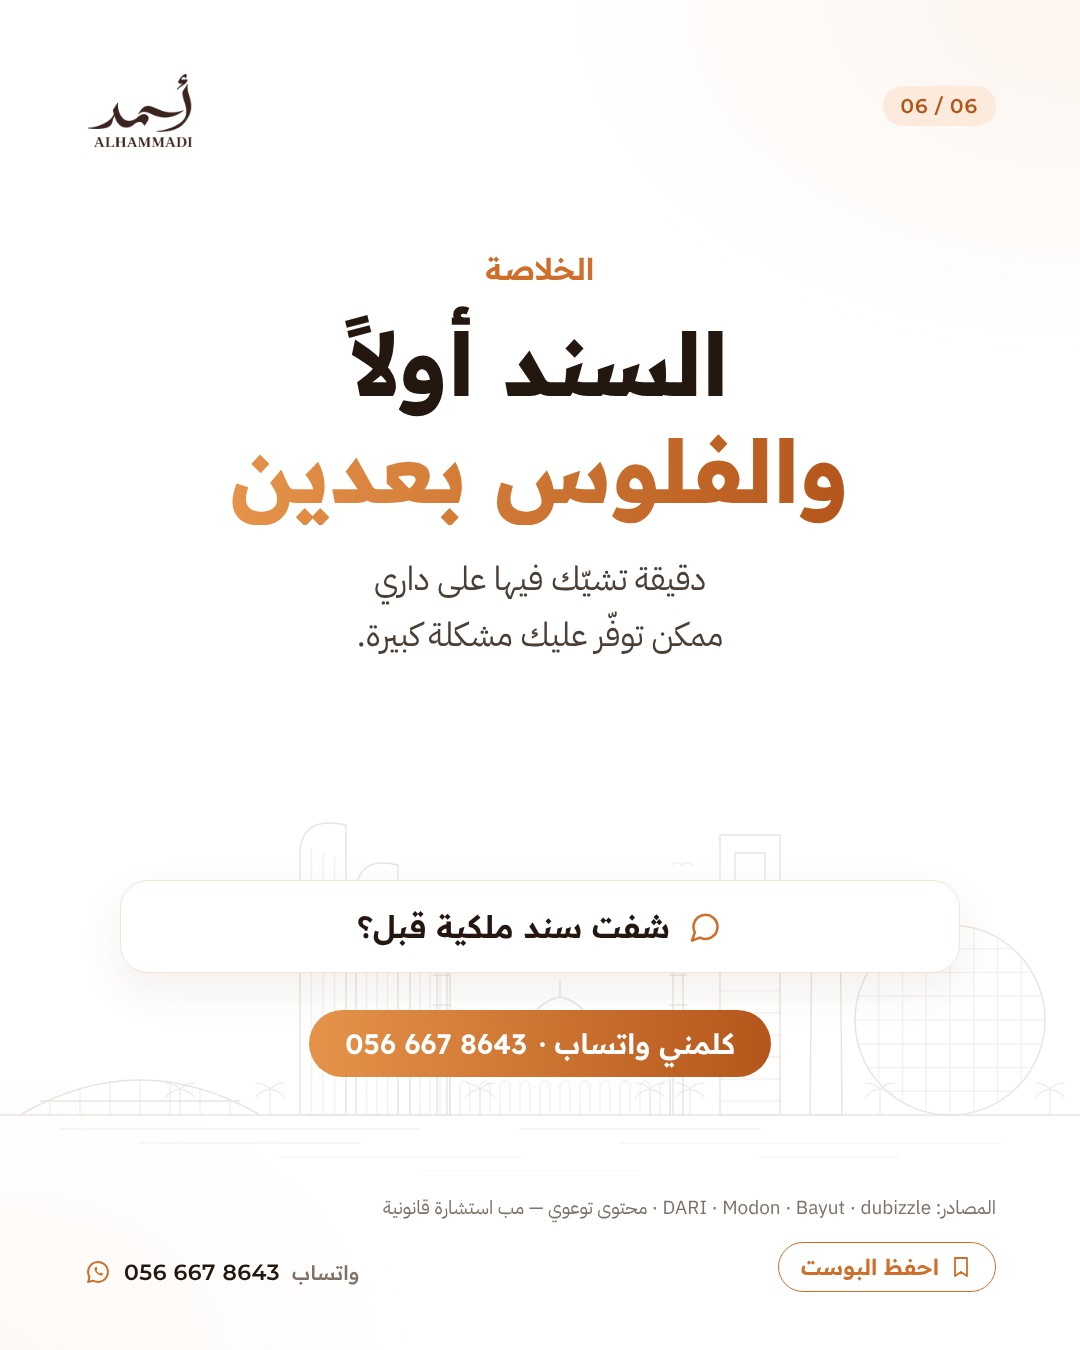 أحمد
ALHAMMADI
06 / 06
الخلاصة
السند أولاً
والفلوس بعدين
دقيقة تشيّك فيها على داري
ممكن توفّر عليك مشكلة كبيرة.
شفت سند ملكية قبل؟
كلمني واتساب · 056 667 8643
المصادر: DARI · Modon · Bayut · dubizzle · محتوى توعوي — مب استشارة قانونية
احفظ البوست
واتساب 056 667 8643